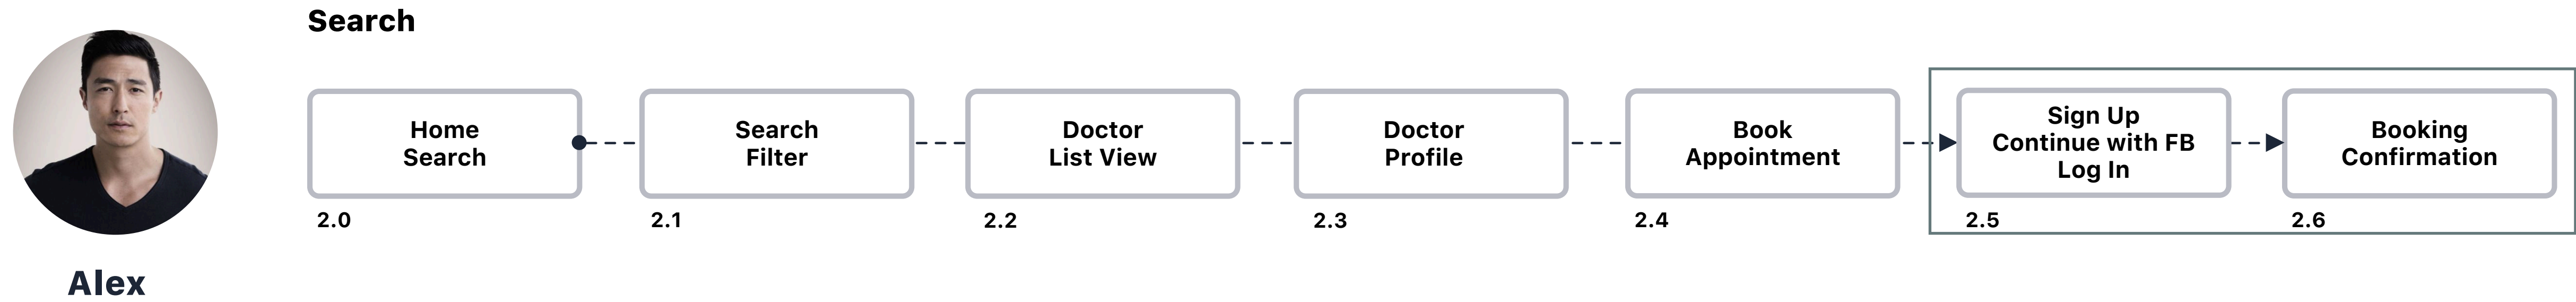 Search
Home
Search
2.0
Search
Filter
2.1
Doctor
List View
2.2
Doctor
Profile
2.3
Book
Appointment
2.4
Sign Up
Continue with FB
Log In
2.5
Booking
Confirmation
2.6
Alex